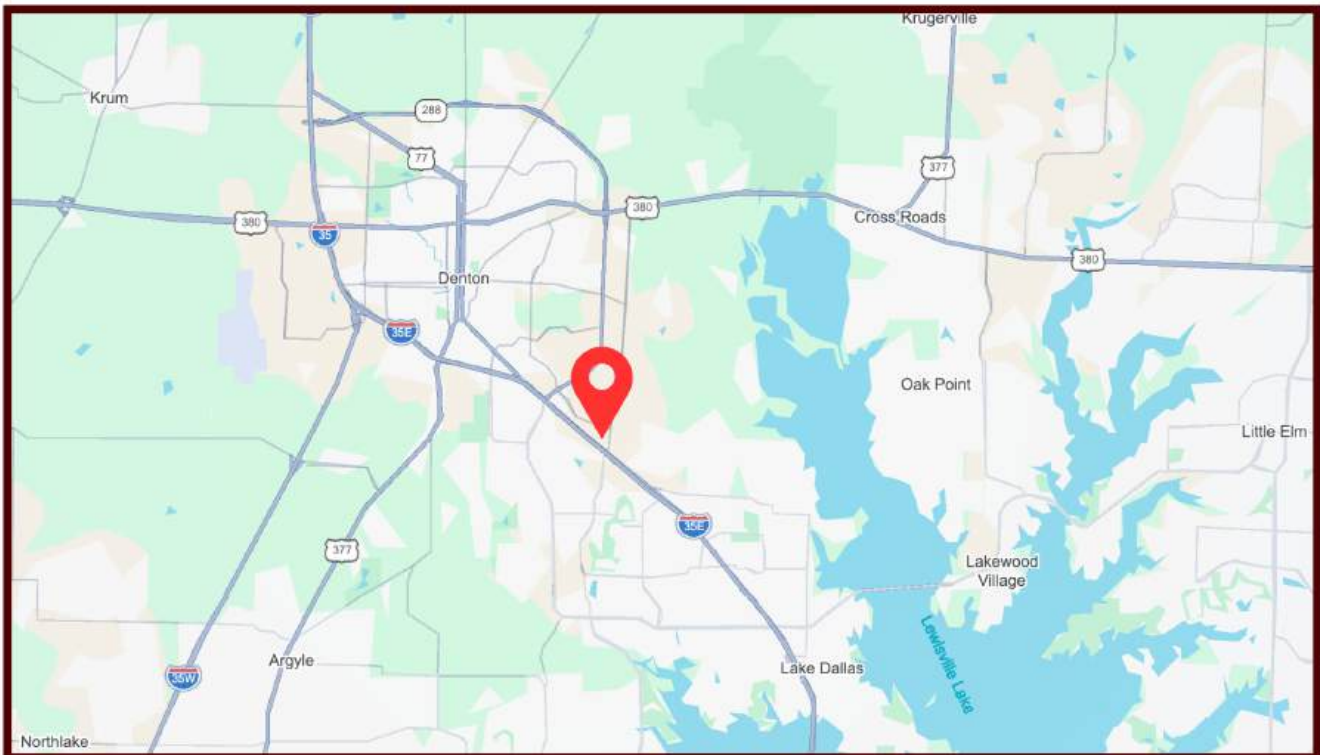 Krugerville
Krum
288
77
377
380
380
Cross Roads
35
380
Denton
35E
Oak Point
Little Elm
35E
377
Lakewood
Village
Lewisville Lake
Argyle
Lake Dallas
35W
Northlake